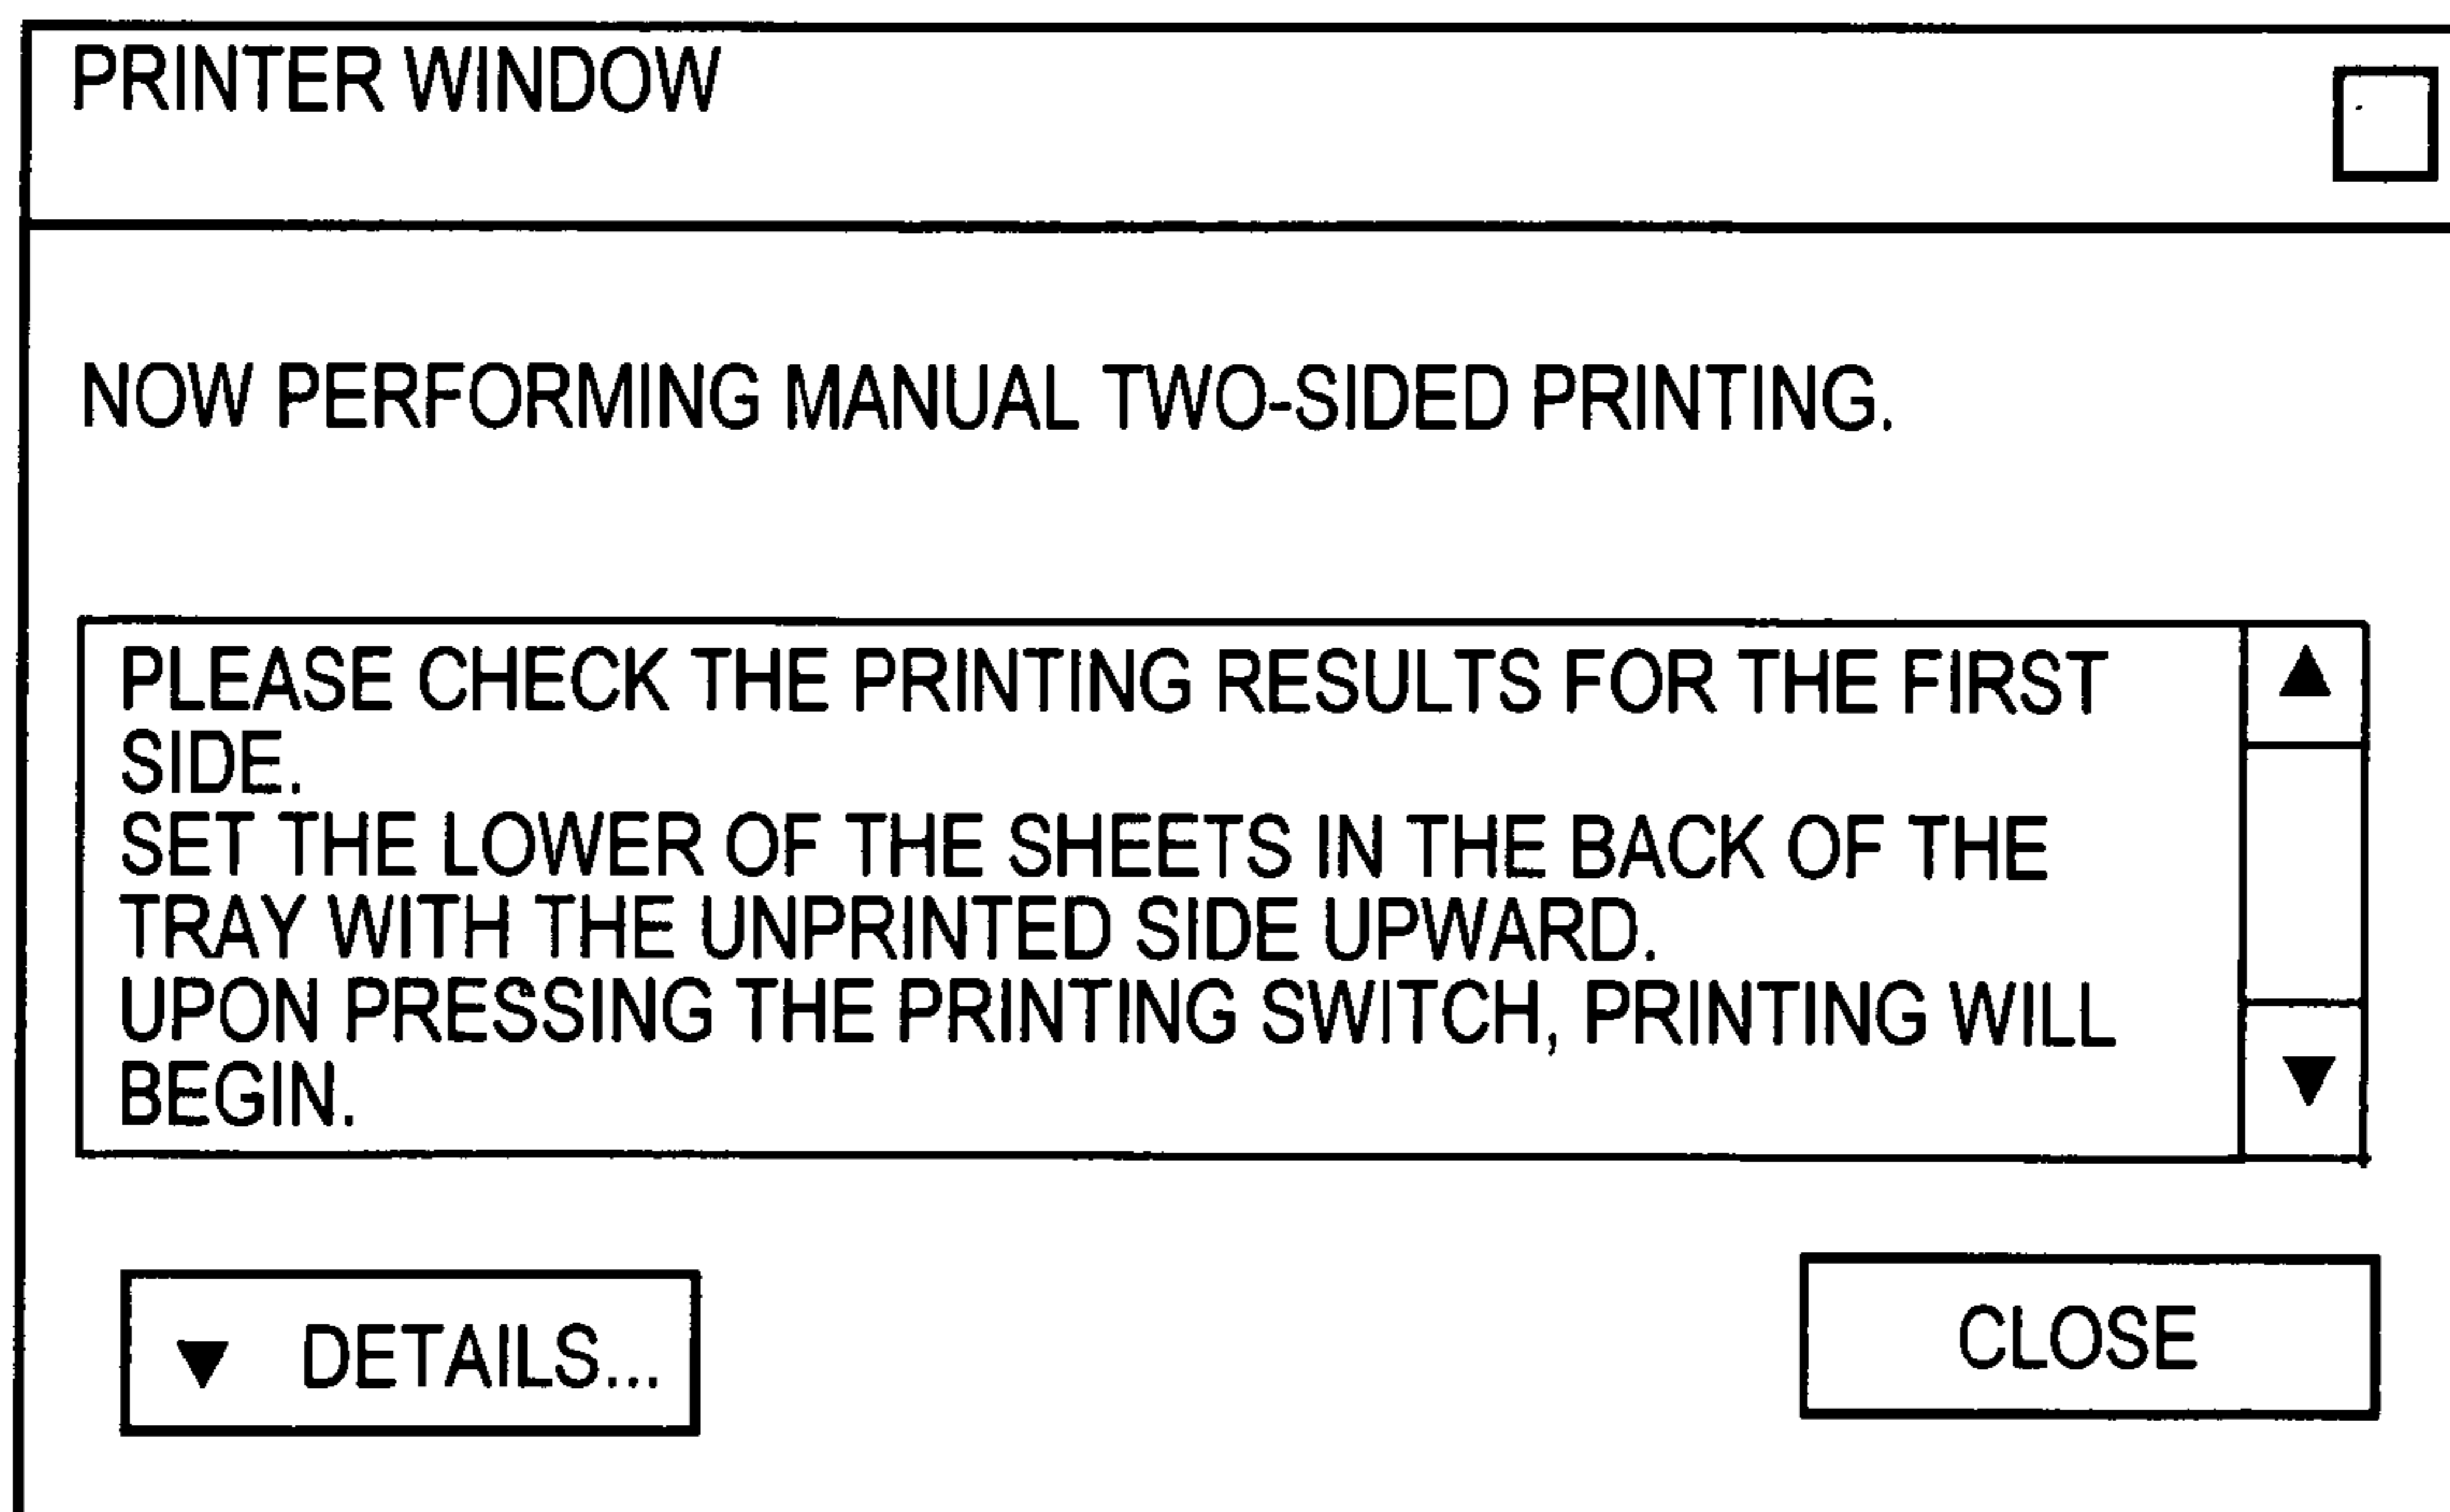 PRINTER WINDOW
NOW PERFORMING MANUAL TWO-SIDED PRINTING.
PLEASE CHECK THE PRINTING RESULTS FOR THE FIRST
SIDE.
SET THE LOWER OF THE SHEETS IN THE BACK OF THE
TRAY WITH THE UNPRINTED SIDE UPWARD.
UPON PRESSING THE PRINTING SWITCH, PRINTING WILL
BEGIN.
▼ DETAILS...
CLOSE